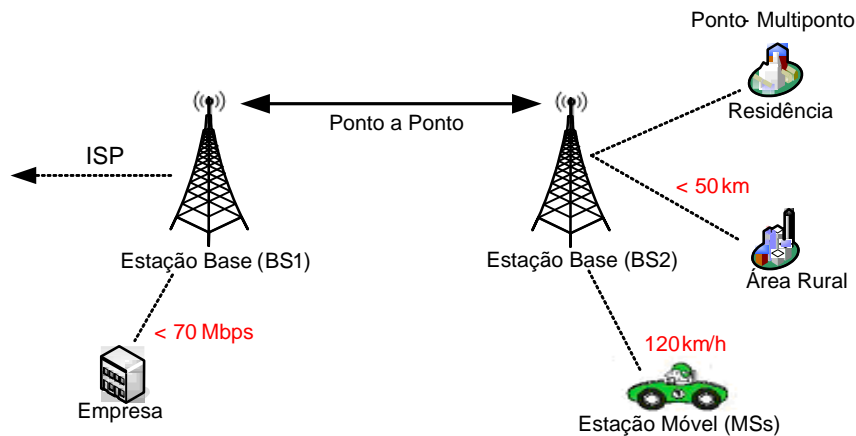 Ponto- Multiponto
Residência
Ponto a Ponto
ISP
< 50 km
Estação Base (BS1)
Estação Base (BS2)
Área Rural
< 70 Mbps
120 km/h
Empresa
Estação Móvel (MSs)